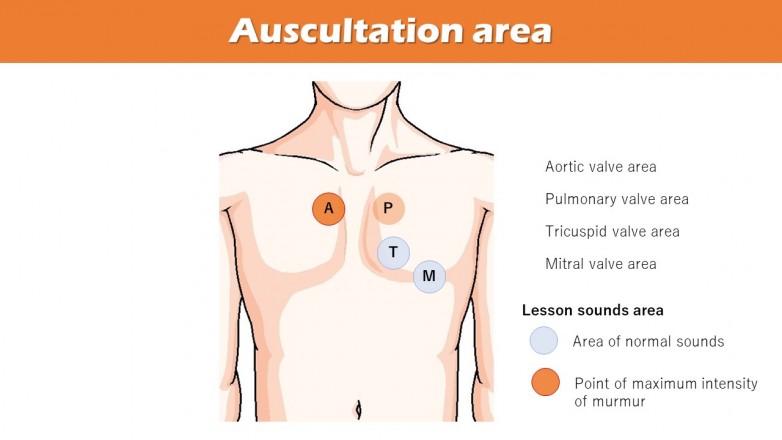 Auscultation area
A
P
T
M
Aortic valve area
Pulmonary valve area
Tricuspid valve area
Mitral valve area
Lesson sounds area
Area of normal sounds
Point of maximum intensity
of murmur